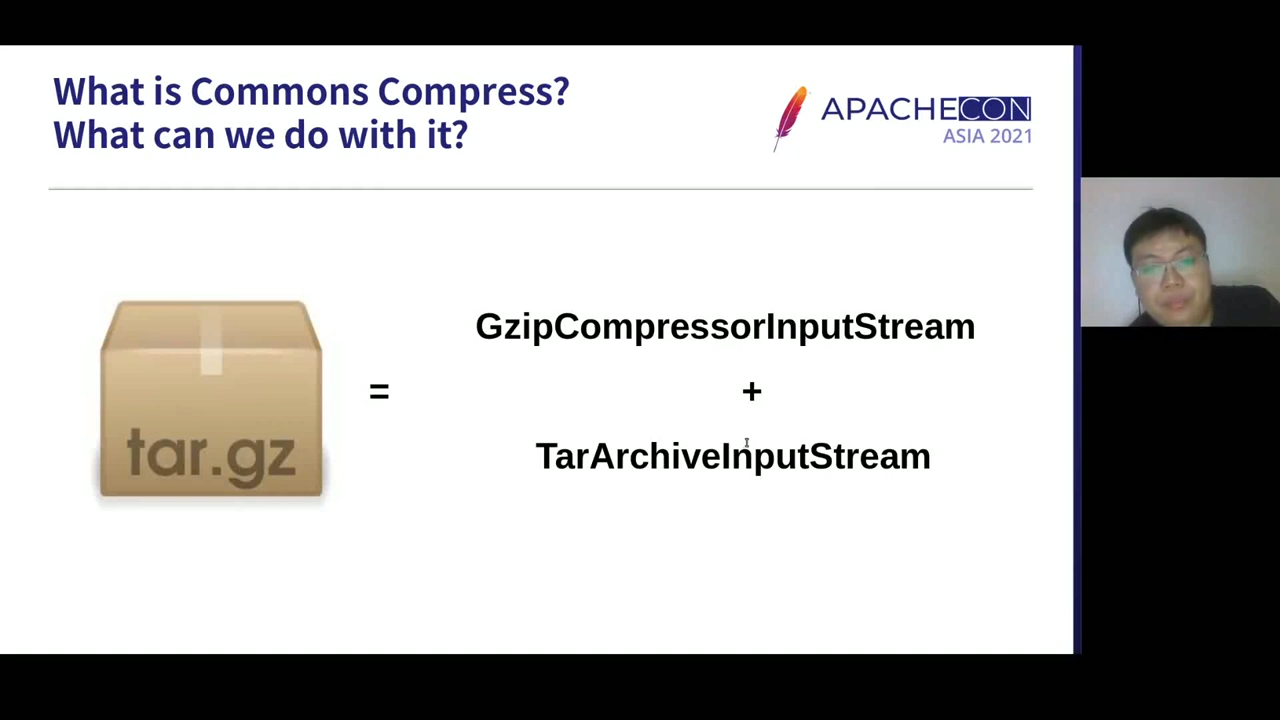 What is Commons Compress?
What can we do with it?
APACHECON
ASIA 2021
tar.gz
=
GzipCompressorInputStream
+
TarArchiveInputStream